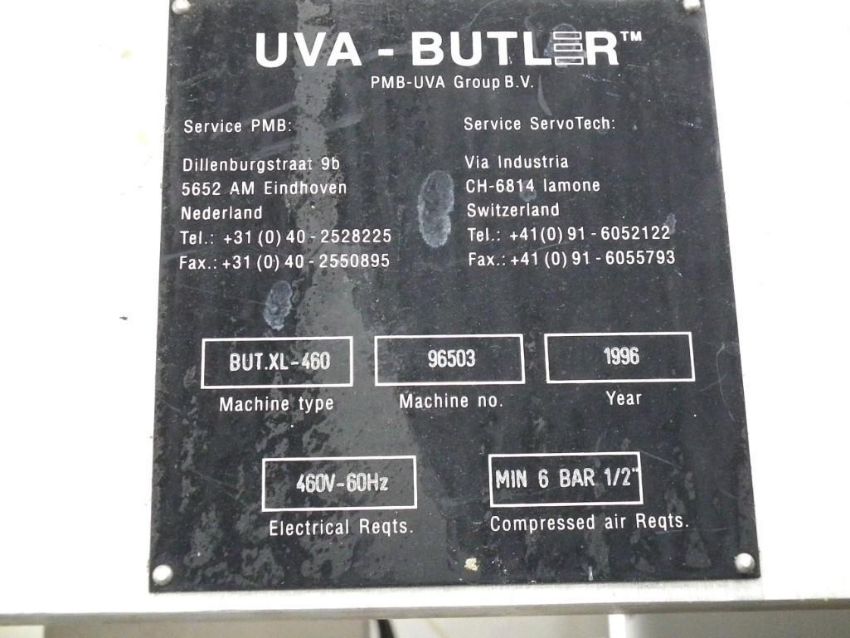 UVA - BUTLER™
PMB-UVA Group B.V.
Service PMB:
Dillenburgstraat 9b
5652 AM Eindhoven
Nederland
Tel.: +31 (0) 40 - 2528225
Fax.: +31 (0) 40 - 2550895
Service ServoTech:
Via Industria
CH-6814 lamone
Switzerland
Tel.: +41(0) 91 - 6052122
Fax.: +41 (0) 91 - 6055793
BUT.XL-460
Machine type
96503
Machine no.
1996
Year
460V-60Hz
Electrical Reqts.
MIN 6 BAR 1/2"
Compressed air Reqts.